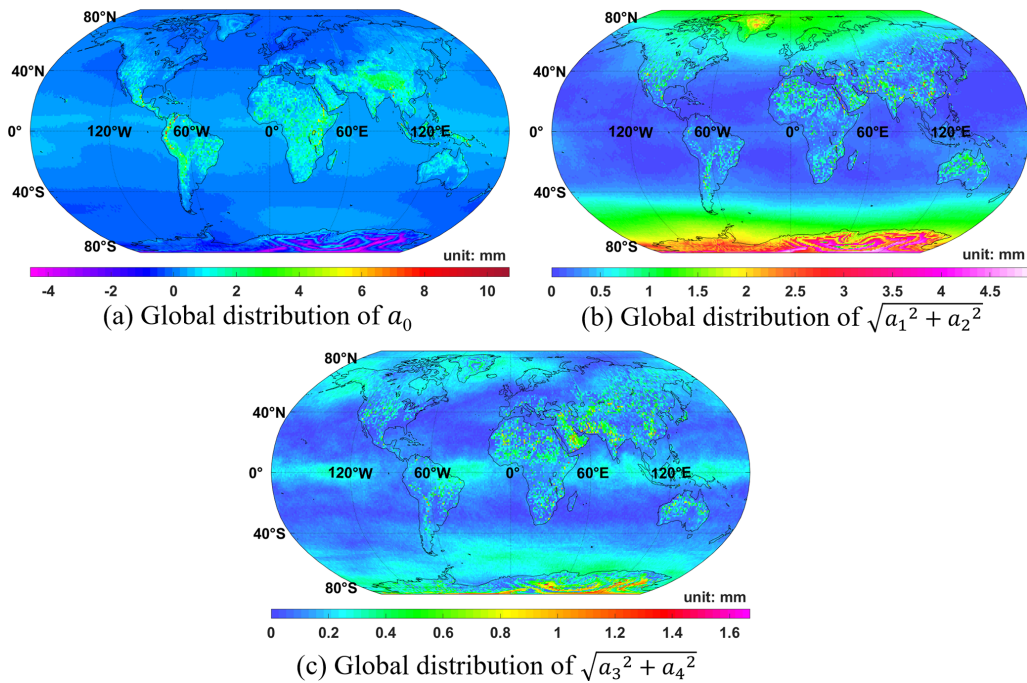 80°N
40°N
0° 120°W 60°W 0° 60°E 120°E
40°S
80°S
unit: mm
-4 -2 0 2 4 6 8 10
(a) Global distribution of a₀
80°N
40°N
0° 120°W 60°W 0° 60°E 120°E
40°S
80°S
unit: mm
0 0.5 1 1.5 2 2.5 3 3.5 4 4.5
(b) Global distribution of √(a₁² + a₂²)
80°N
40°N
0° 120°W 60°W 0° 60°E 120°E
40°S
80°S
unit: mm
0 0.2 0.4 0.6 0.8 1 1.2 1.4 1.6
(c) Global distribution of √(a₃² + a₄²)